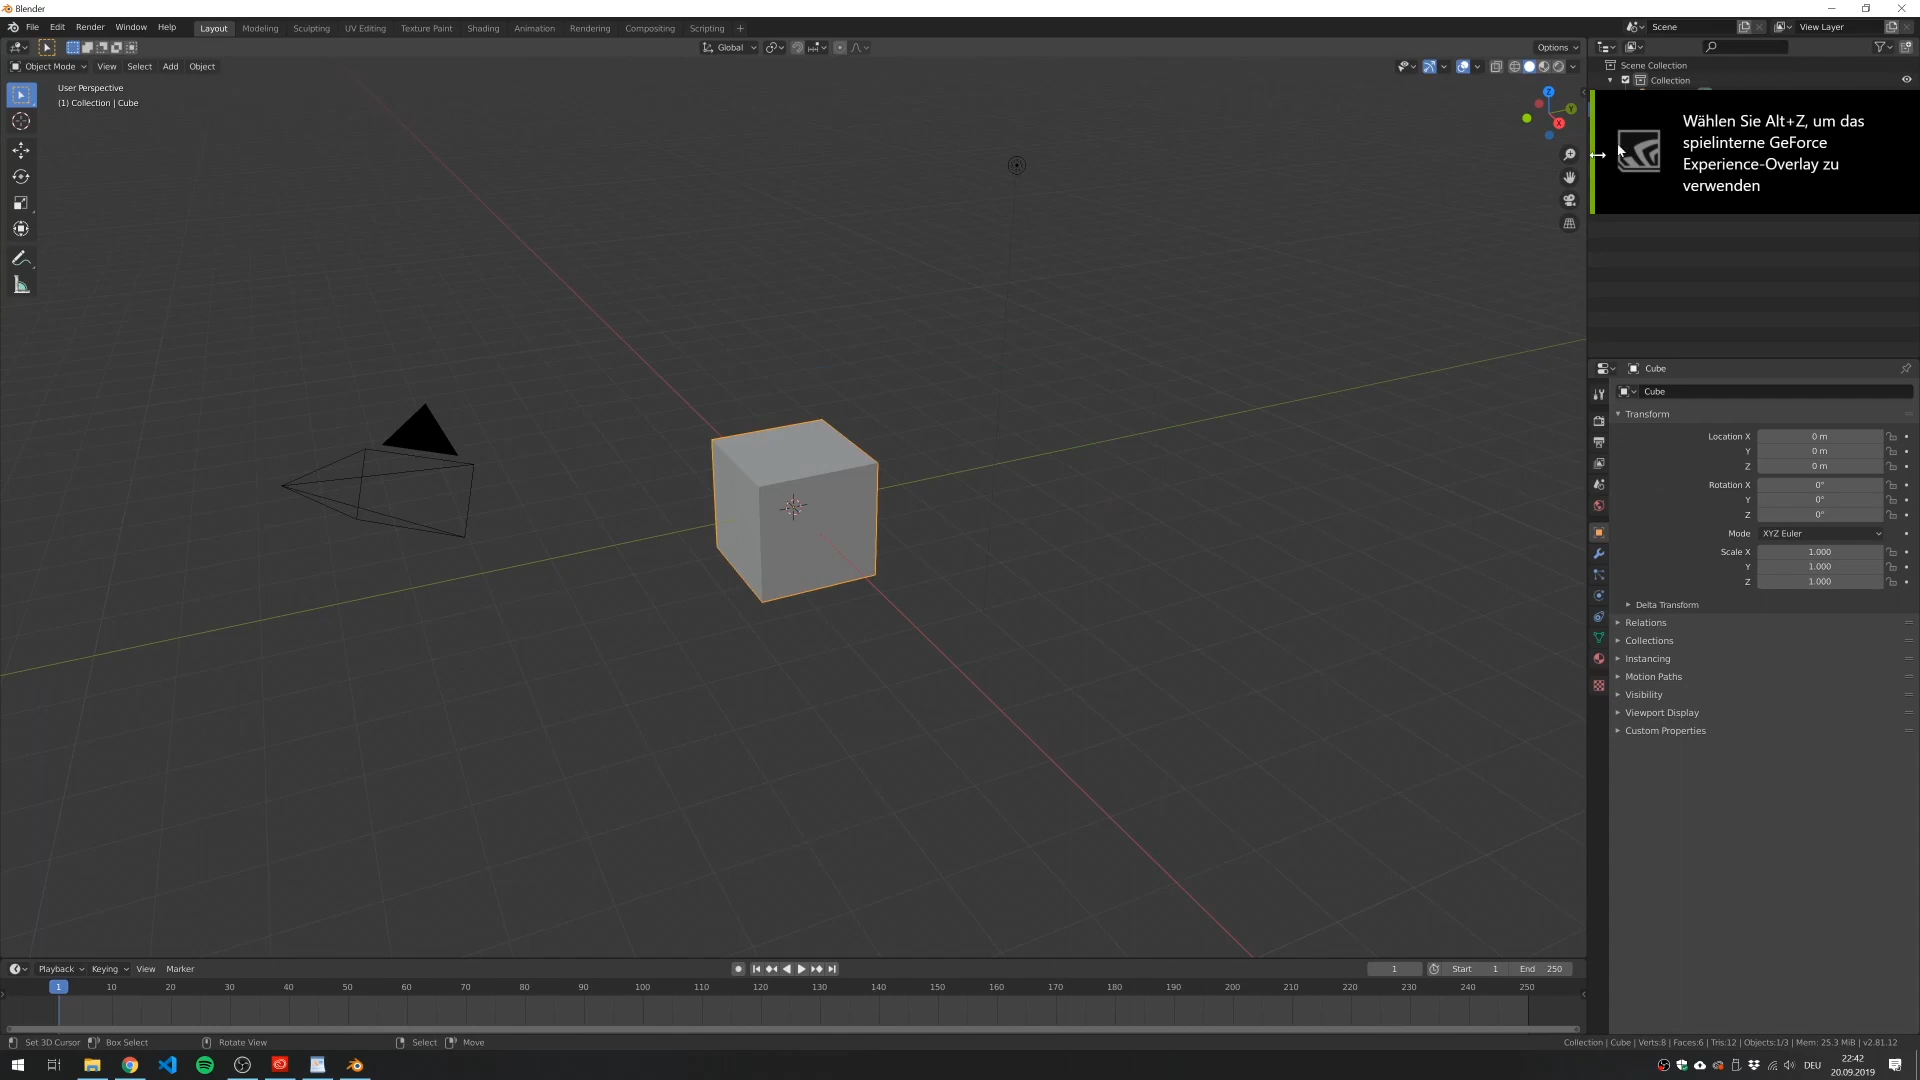 Blender
File Edit Render Window Help Layout Modeling Sculpting UV Editing Texture Paint Shading Animation Rendering Compositing Scripting + Scene View Layer
Global Options
Object Mode View Select Add Object
User Perspective
(1) Collection | Cube
Z
Y
X
Scene Collection
Collection
Wählen Sie Alt+Z, um das
spielinterne GeForce
Experience-Overlay zu
verwenden
Cube
Cube
Transform
Location X 0 m
Y 0 m
Z 0 m
Rotation X 0°
Y 0°
Z 0°
Mode XYZ Euler
Scale X 1.000
Y 1.000
Z 1.000
Delta Transform
Relations
Collections
Instancing
Motion Paths
Visibility
Viewport Display
Custom Properties
Playback Keying View Marker 1 Start 1 End 250
1 10 20 30 40 50 60 70 80 90 100 110 120 130 140 150 160 170 180 190 200 210 220 230 240 250
Set 3D Cursor Box Select Rotate View Select Move Collection | Cube | Verts:8 | Faces:6 | Tris:12 | Objects:1/3 | Mem: 25.3 MiB | v2.81.12
DEU 22:42
20.09.2019